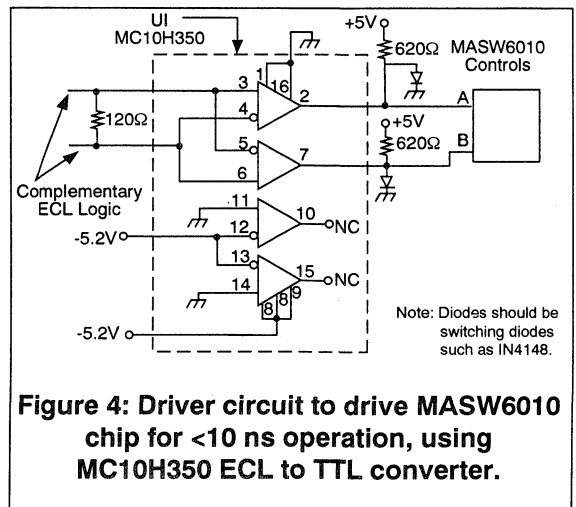 UI
MC10H350
+5V
620Ω
MASW6010
Controls
1
16
3
2
A
4
120Ω
+5V
620Ω
B
5
7
6
Complementary
ECL Logic
11
10
NC
-5.2V
12
13
15
NC
14
8
8
9
-5.2V
Note: Diodes should be
switching diodes
such as IN4148.
Figure 4: Driver circuit to drive MASW6010
chip for <10 ns operation, using
MC10H350 ECL to TTL converter.